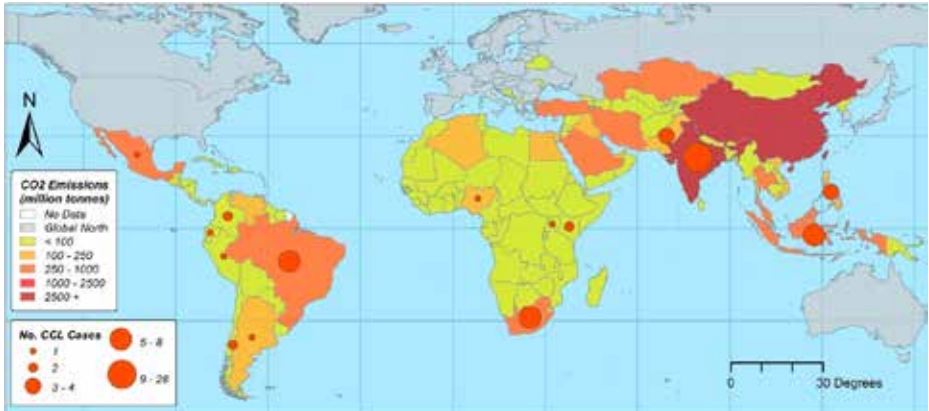 N
CO2 Emissions
(million tonnes)
No Data
Global North
< 100
100 - 250
250 - 1000
1000 - 2500
2500 +
No. CCL Cases
1
2
3 - 4
5 - 8
9 - 28
0 30 Degrees